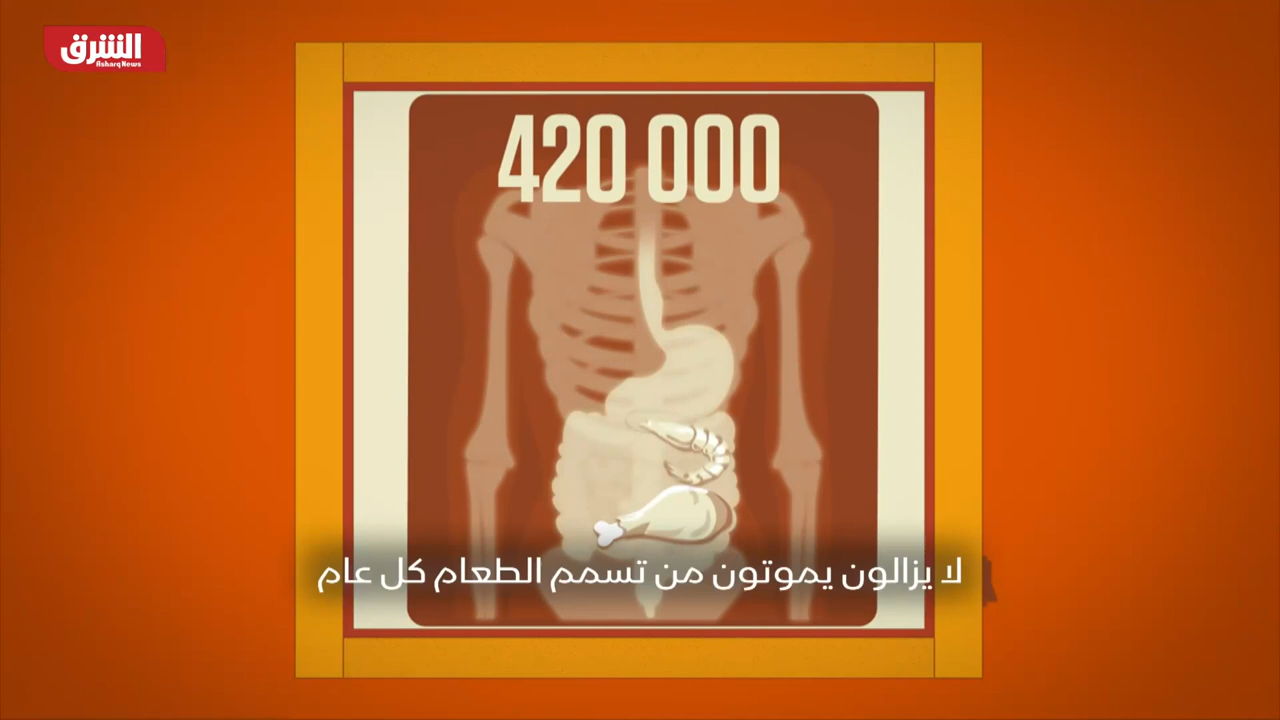 الشرق
Asharq News
420 000
لا يزالون يموتون من تسمم الطعام كل عام